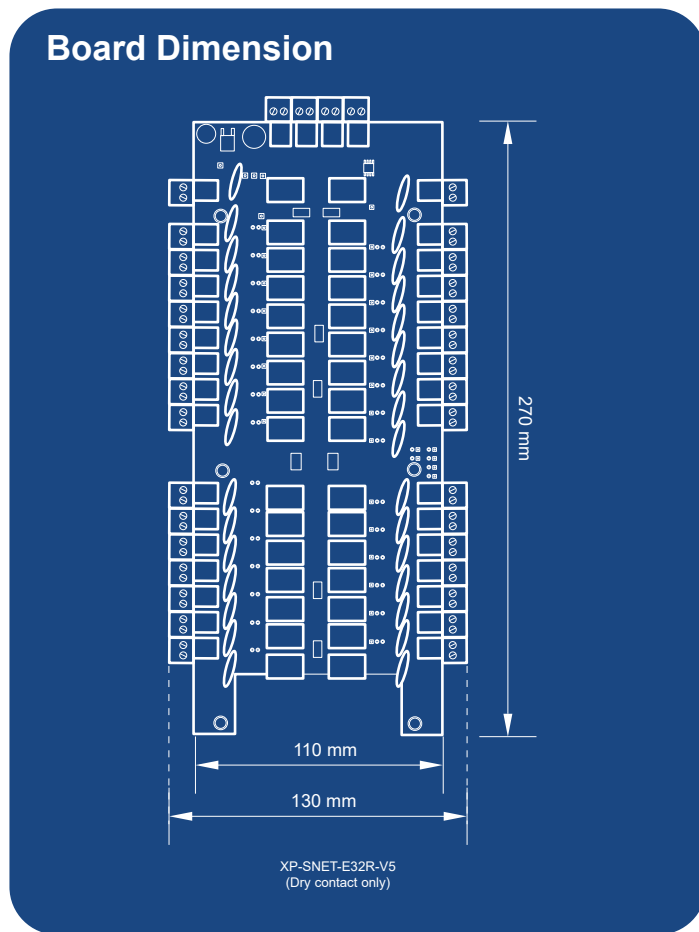 Board Dimension
270 mm
110 mm
130 mm
XP-SNET-E32R-V5
(Dry contact only)